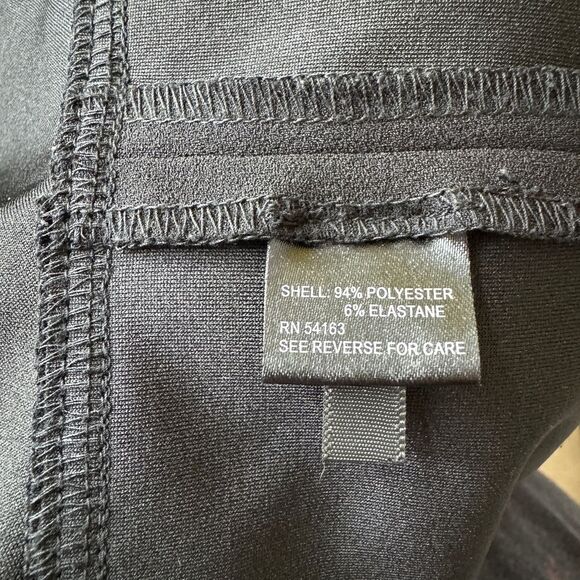 SHELL: 94% POLYESTER
6% ELASTANE
RN 54163
SEE REVERSE FOR CARE